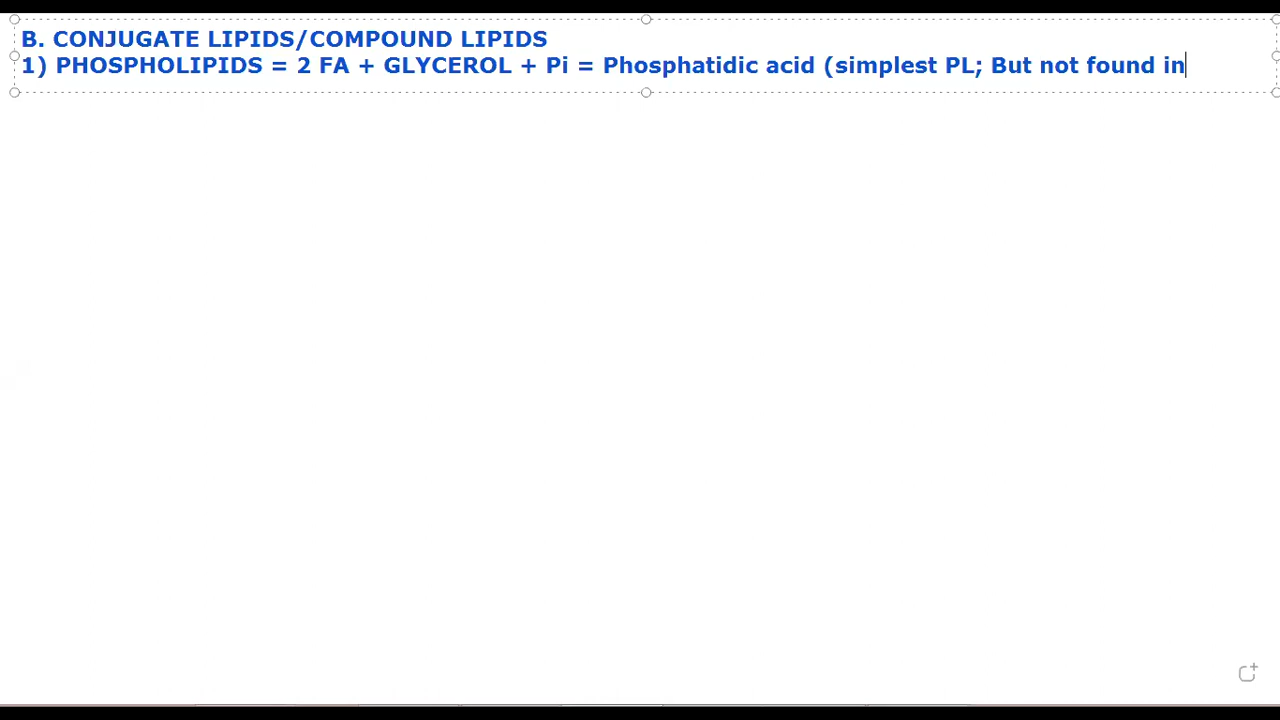 B. CONJUGATE LIPIDS/COMPOUND LIPIDS
1) PHOSPHOLIPIDS = 2 FA + GLYCEROL + Pi = Phosphatidic acid (simplest PL; But not found in